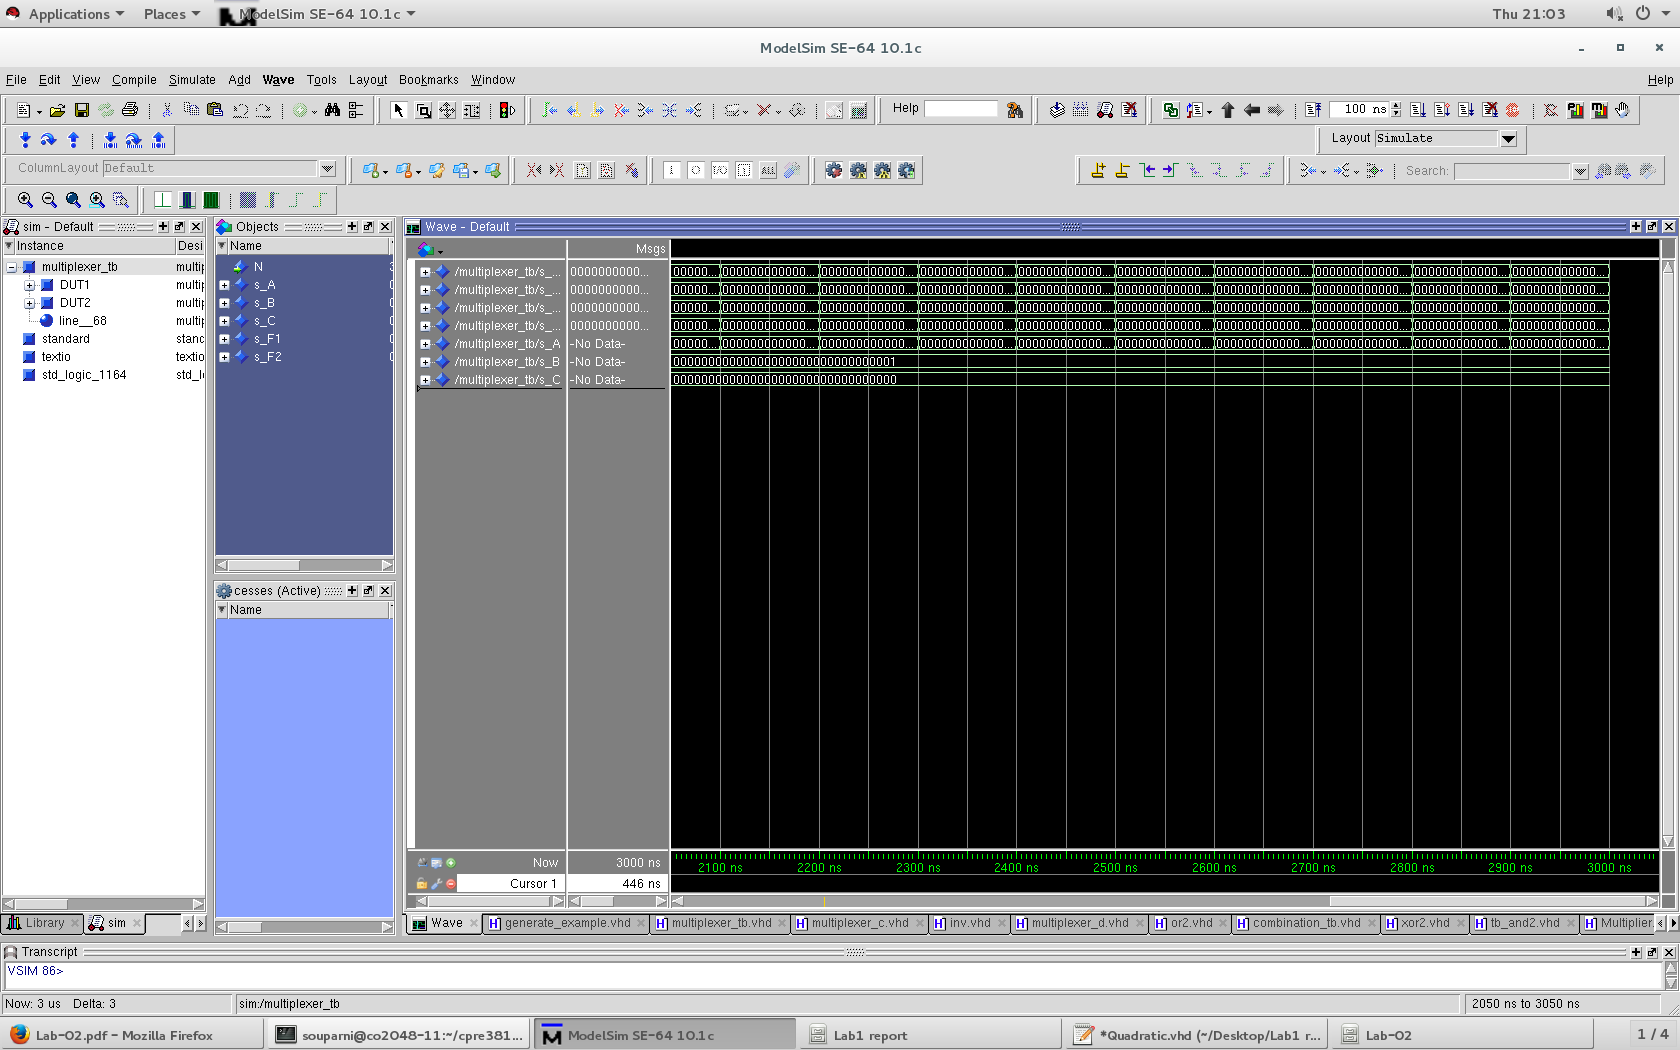 Applications Places ModelSim SE-64 10.1c Thu 21:03
ModelSim SE-64 10.1c
File Edit View Compile Simulate Add Wave Tools Layout Bookmarks Window Help
Help 100 ns
Layout Simulate
ColumnLayout Default Search:
sim - Default Objects Wave - Default
Instance Desi Name Msgs
multiplexer_tb multip N 3
DUT1 multip s_A 0
DUT2 multip s_B 0
line__68 multip s_C 0
standard stanc s_F1 0
textio textio s_F2 0
std_logic_1164 std_l
/multiplexer_tb/s_... 0000000000... 00000... 000000000000... 000000000000... 000000000000... 000000000000... 000000000000... 000000000000... 000000000000... 000000000000... 000000000000...
/multiplexer_tb/s_... 0000000000... 00000... 000000000000... 000000000000... 000000000000... 000000000000... 000000000000... 000000000000... 000000000000... 000000000000... 000000000000...
/multiplexer_tb/s_... 0000000000... 00000... 000000000000... 000000000000... 000000000000... 000000000000... 000000000000... 000000000000... 000000000000... 000000000000... 000000000000...
/multiplexer_tb/s_... 0000000000... 00000... 000000000000... 000000000000... 000000000000... 000000000000... 000000000000... 000000000000... 000000000000... 000000000000... 000000000000...
/multiplexer_tb/s_A -No Data- 00000... 000000000000... 000000000000... 000000000000... 000000000000... 000000000000... 000000000000... 000000000000... 000000000000... 000000000000...
/multiplexer_tb/s_B -No Data- 00000000000000000000000000000001
/multiplexer_tb/s_C -No Data- 00000000000000000000000000000000
cesses (Active)
Name
Now 3000 ns 2100 ns 2200 ns 2300 ns 2400 ns 2500 ns 2600 ns 2700 ns 2800 ns 2900 ns 3000 ns
Cursor 1 446 ns
Library sim Wave generate_example.vhd multiplexer_tb.vhd multiplexer_c.vhd inv.vhd multiplexer_d.vhd or2.vhd combination_tb.vhd xor2.vhd tb_and2.vhd Multiplier
Transcript
VSIM 86>
Now: 3 us Delta: 3 sim:/multiplexer_tb 2050 ns to 3050 ns
Lab-02.pdf - Mozilla Firefox souparni@co2048-11:~/cpre381... ModelSim SE-64 10.1c Lab1 report *Quadratic.vhd (~/Desktop/Lab1 r... Lab-02 1 / 4